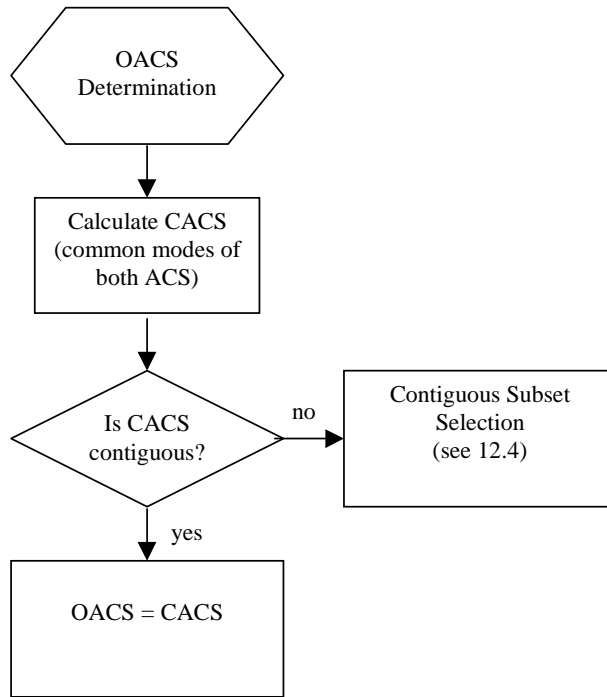 OACS
Determination
Calculate CACS
(common modes of
both ACS)
Is CACS
contiguous?
no
Contiguous Subset
Selection
(see 12.4)
yes
OACS = CACS